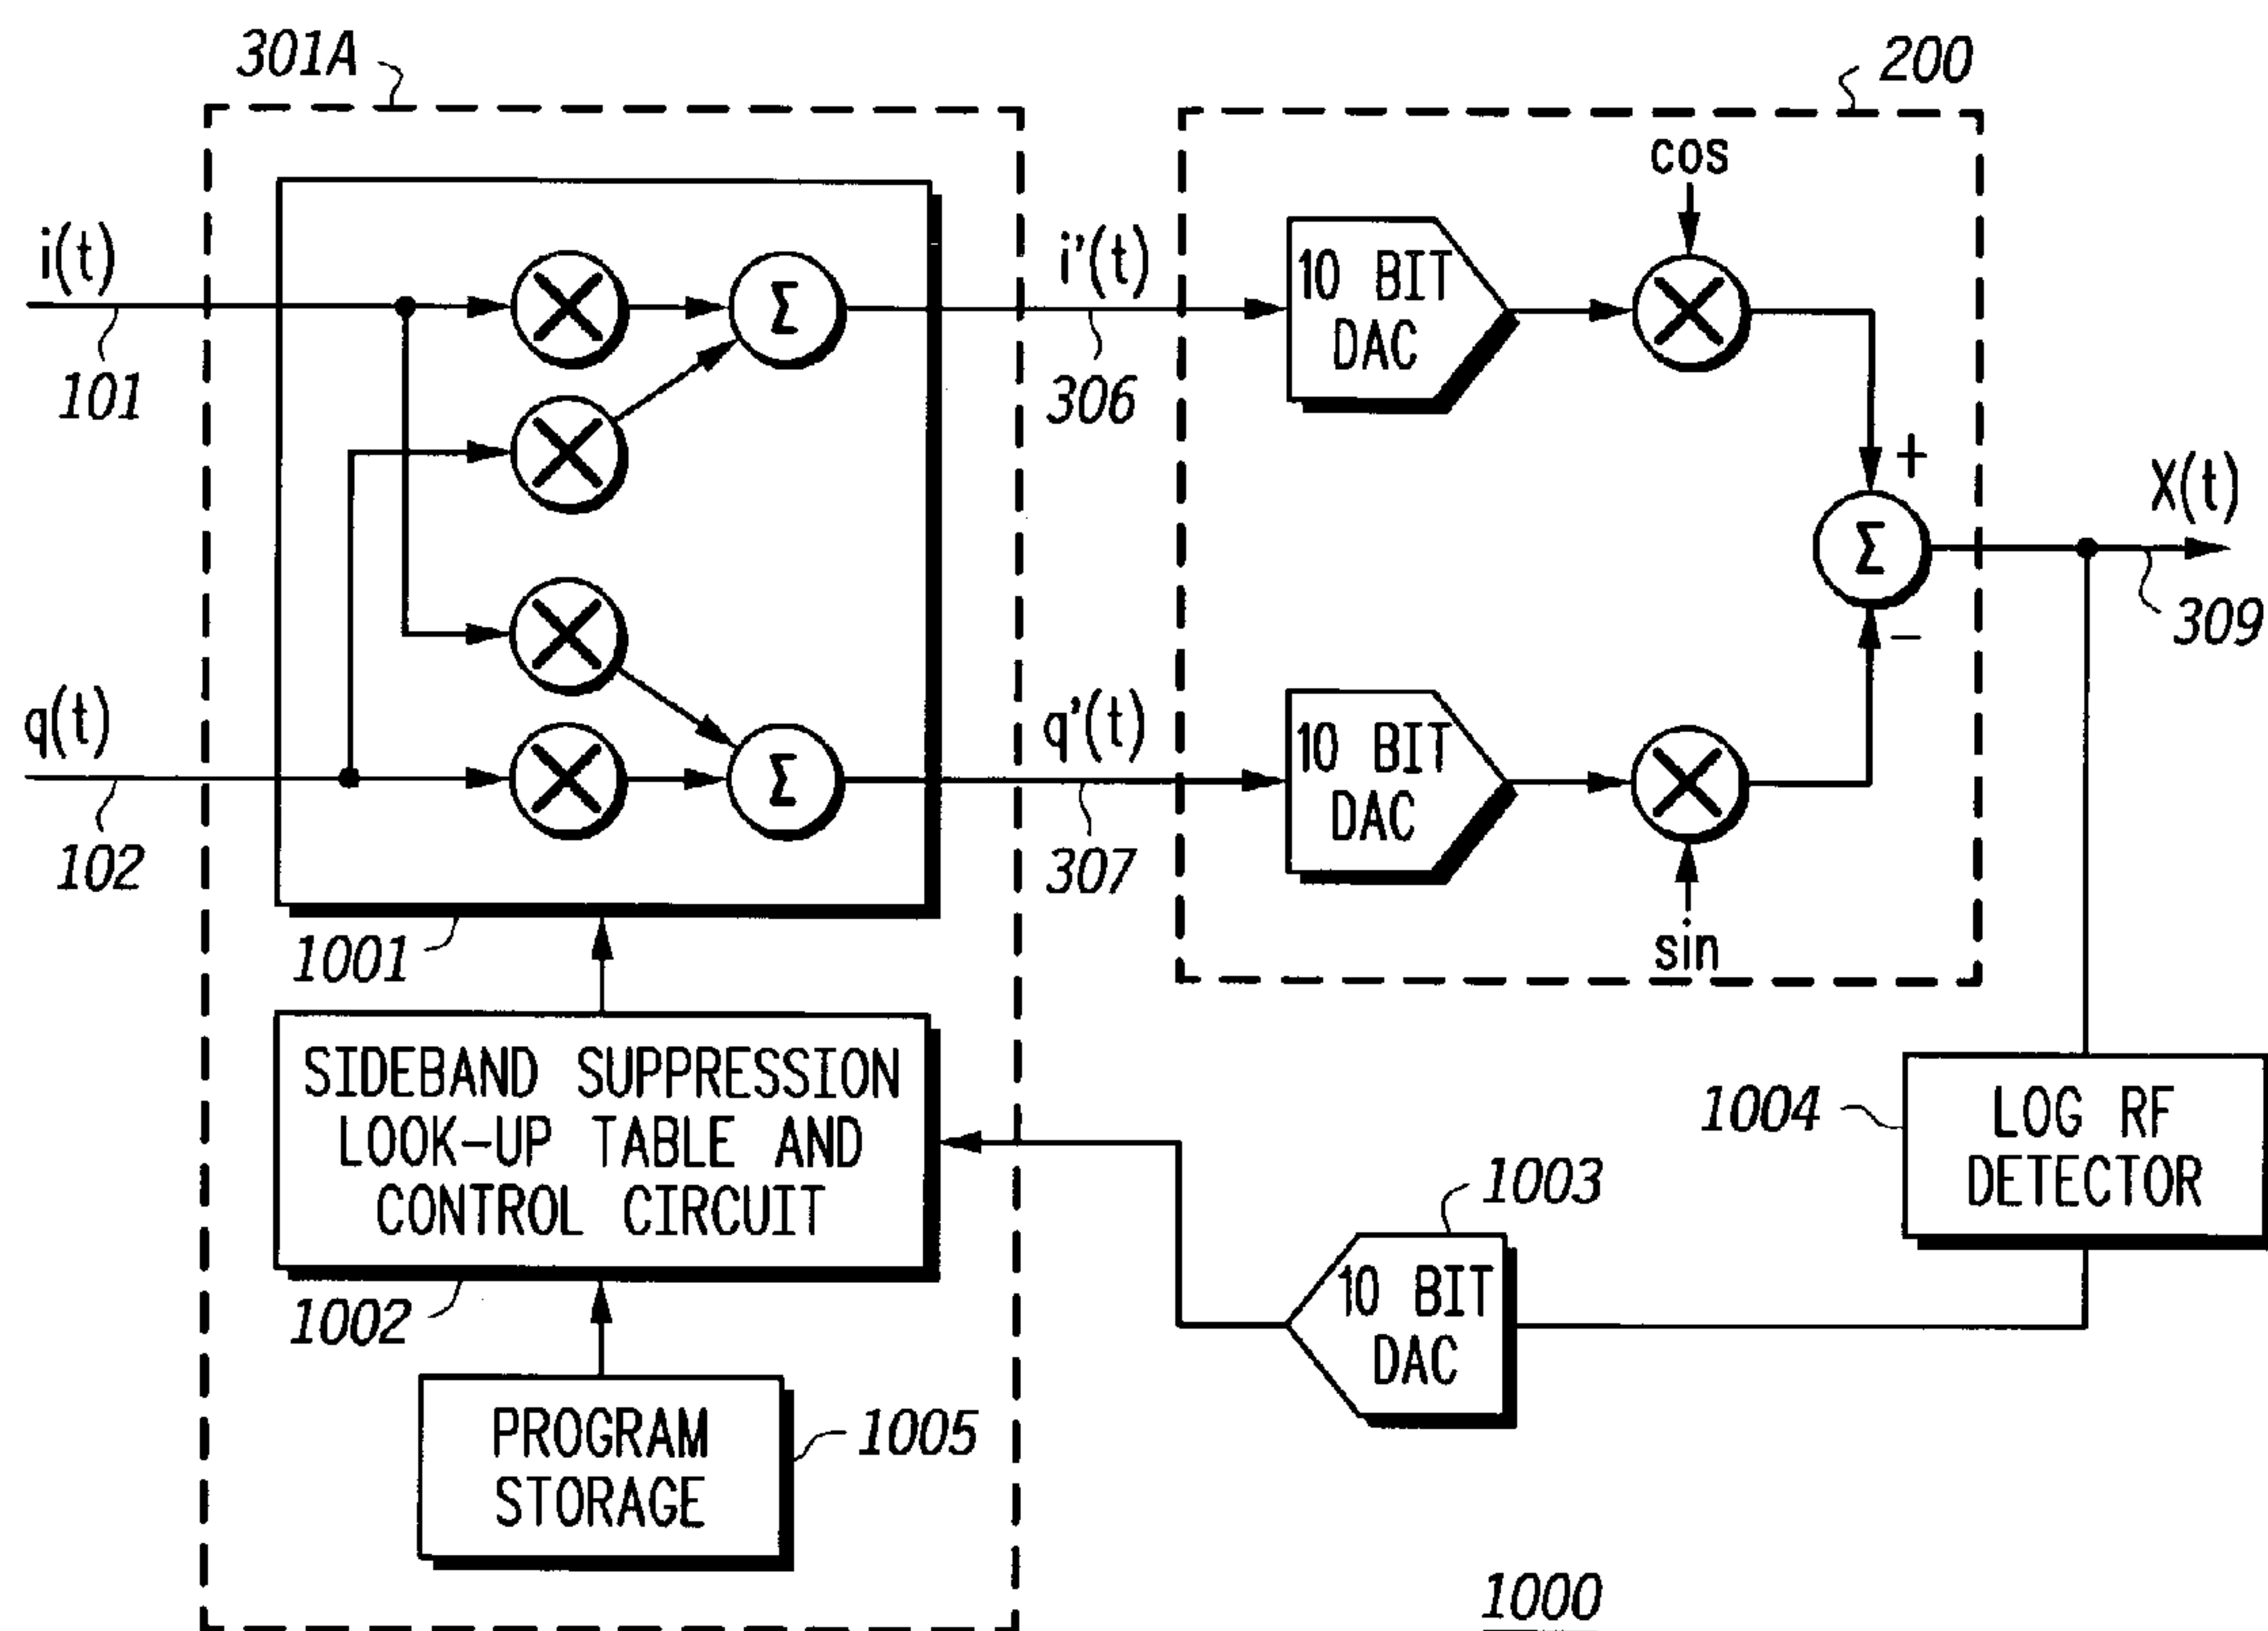 301A
200
cos
i(t)
i'(t)
10 BIT
DAC
Σ
101
306
+
X(t)
Σ
309
−
q(t)
q'(t)
10 BIT
DAC
Σ
102
307
sin
1001
SIDEBAND SUPPRESSION
LOOK-UP TABLE AND
CONTROL CIRCUIT
1004
LOG RF
DETECTOR
1003
10 BIT
DAC
1002
PROGRAM
STORAGE
1005
1000